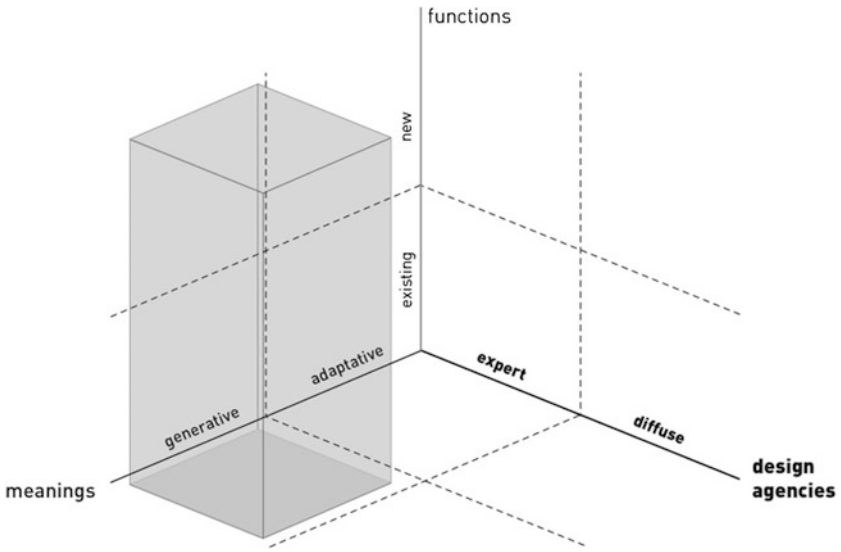 functions
new
existing
adaptative
expert
generative
diffuse
meanings
design
agencies